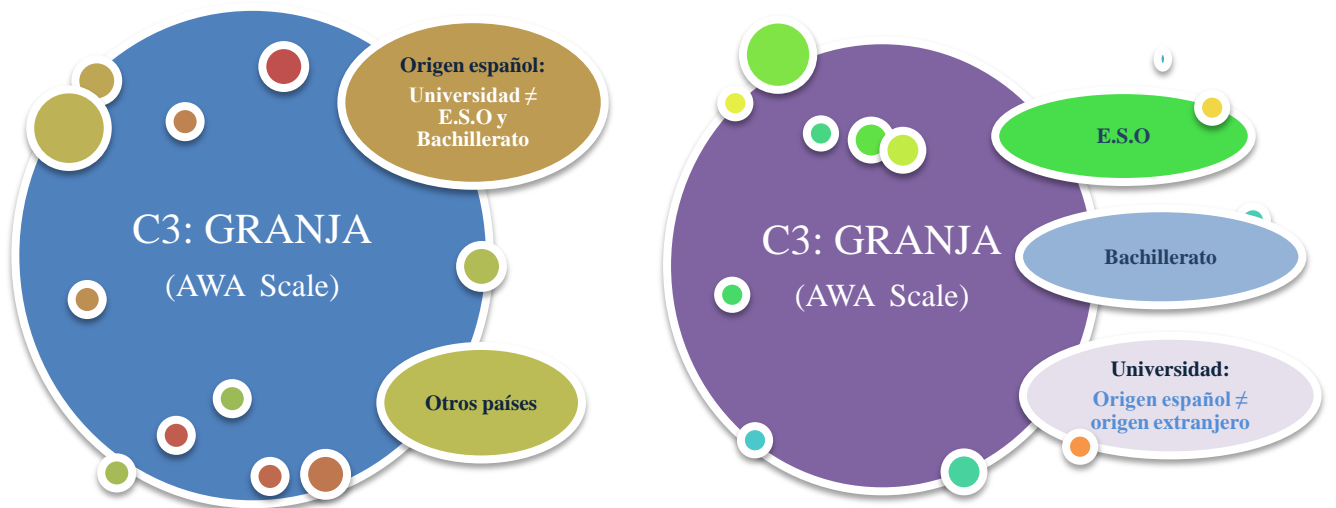 Origen español:
Universidad ≠
E.S.O y
Bachillerato
C3: GRANJA
(AWA Scale)
Otros países
E.S.O
C3: GRANJA
(AWA Scale)
Bachillerato
Universidad:
Origen español ≠
origen extranjero